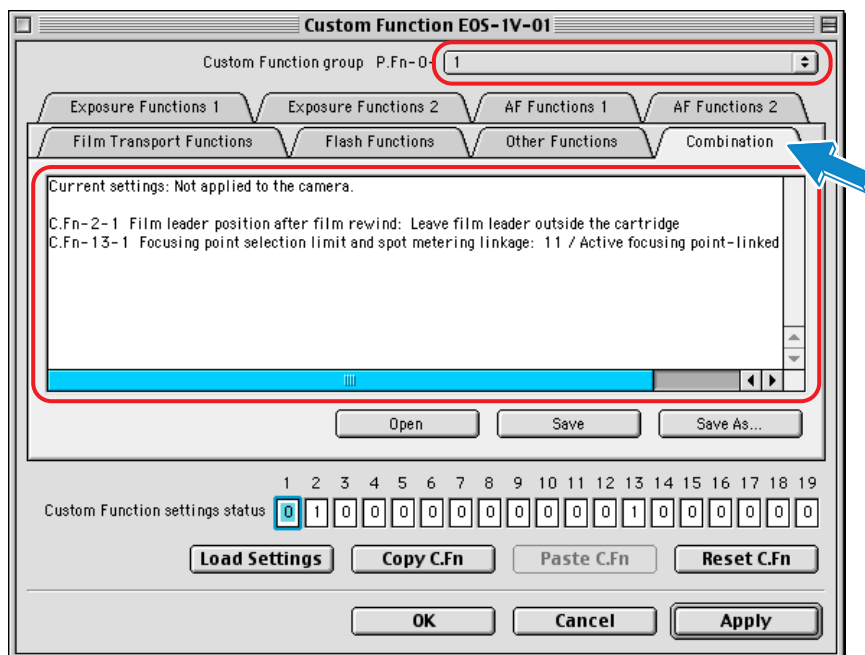 Custom Function EOS-1V-01
Custom Function group P.Fn-0- 1
Exposure Functions 1 Exposure Functions 2 AF Functions 1 AF Functions 2
Film Transport Functions Flash Functions Other Functions Combination
Current settings: Not applied to the camera.
C.Fn-2-1 Film leader position after film rewind: Leave film leader outside the cartridge
C.Fn-13-1 Focusing point selection limit and spot metering linkage: 11 / Active focusing point-linked
Open Save Save As...
1 2 3 4 5 6 7 8 9 10 11 12 13 14 15 16 17 18 19
Custom Function settings status 0 1 0 0 0 0 0 0 0 0 0 0 1 0 0 0 0 0 0
Load Settings Copy C.Fn Paste C.Fn Reset C.Fn
OK Cancel Apply